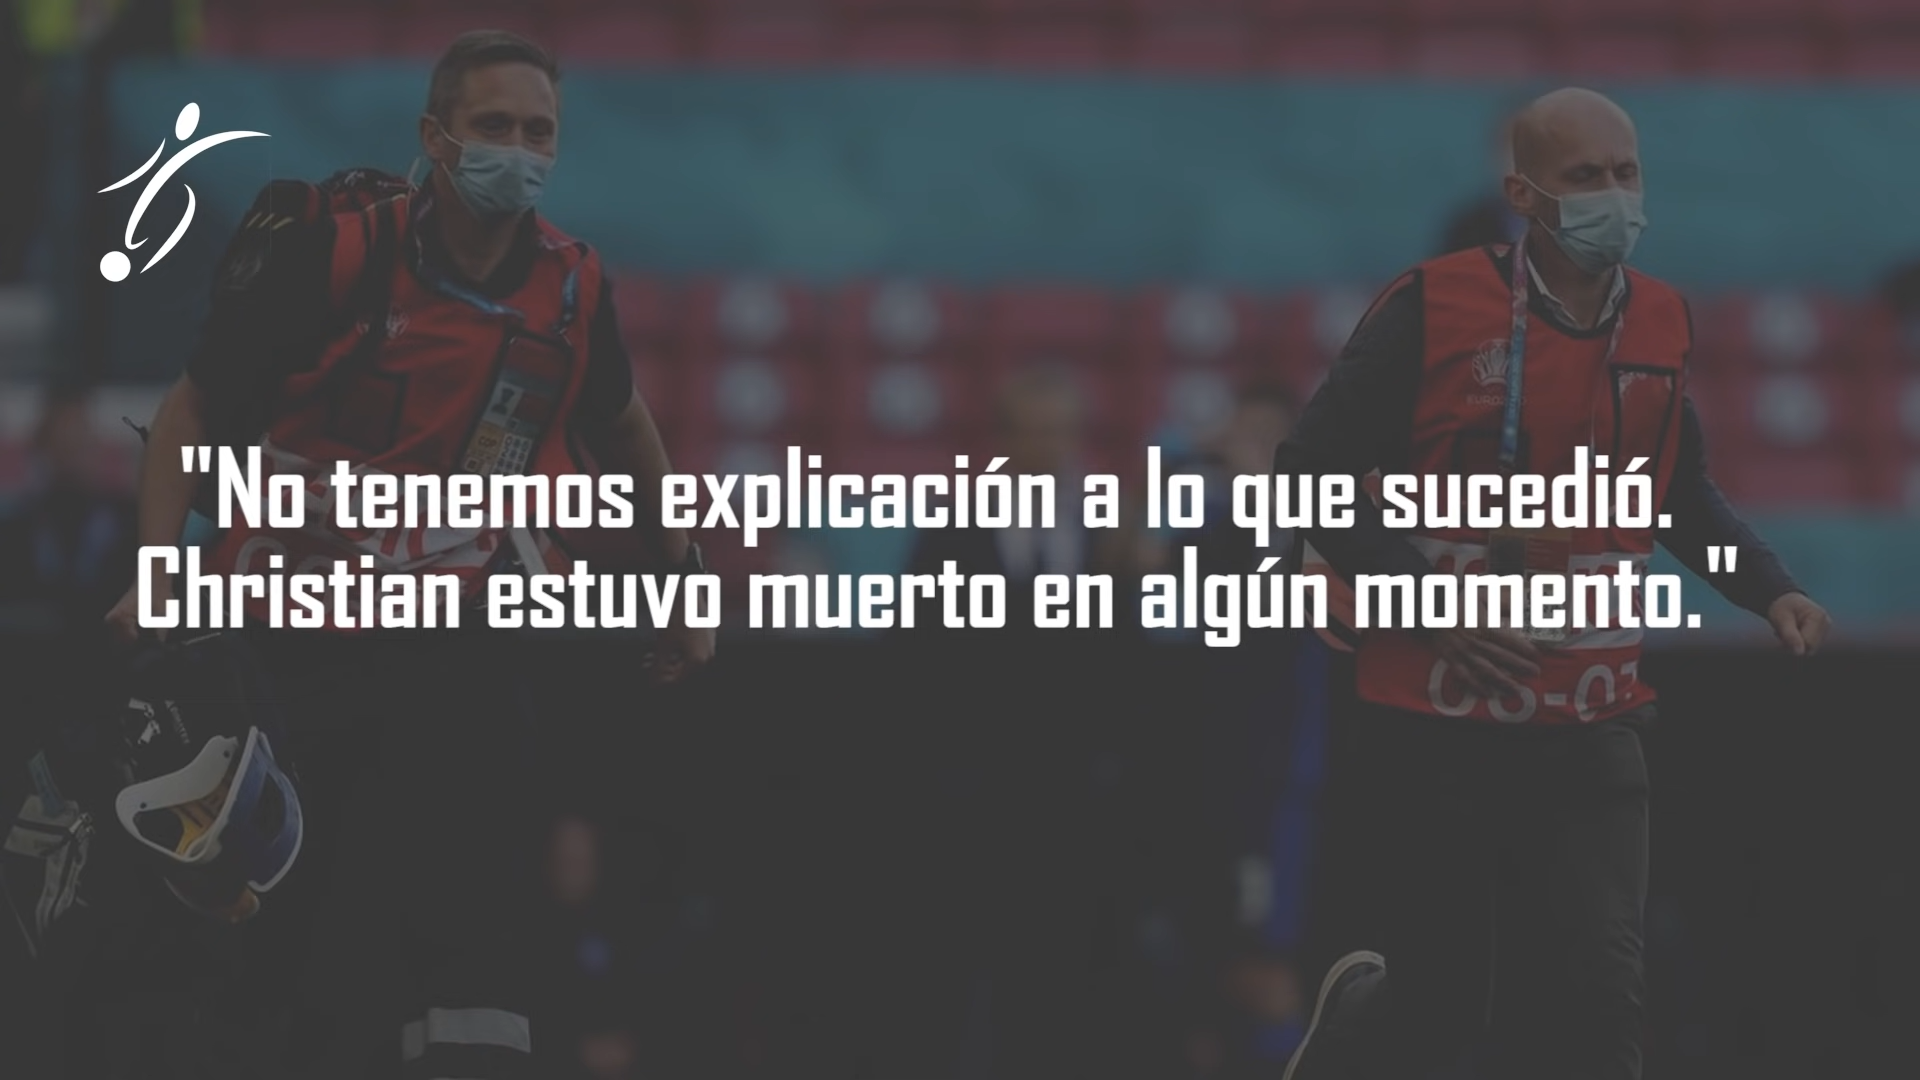 "No tenemos explicación a lo que sucedió.
Christian estuvo muerto en algún momento."